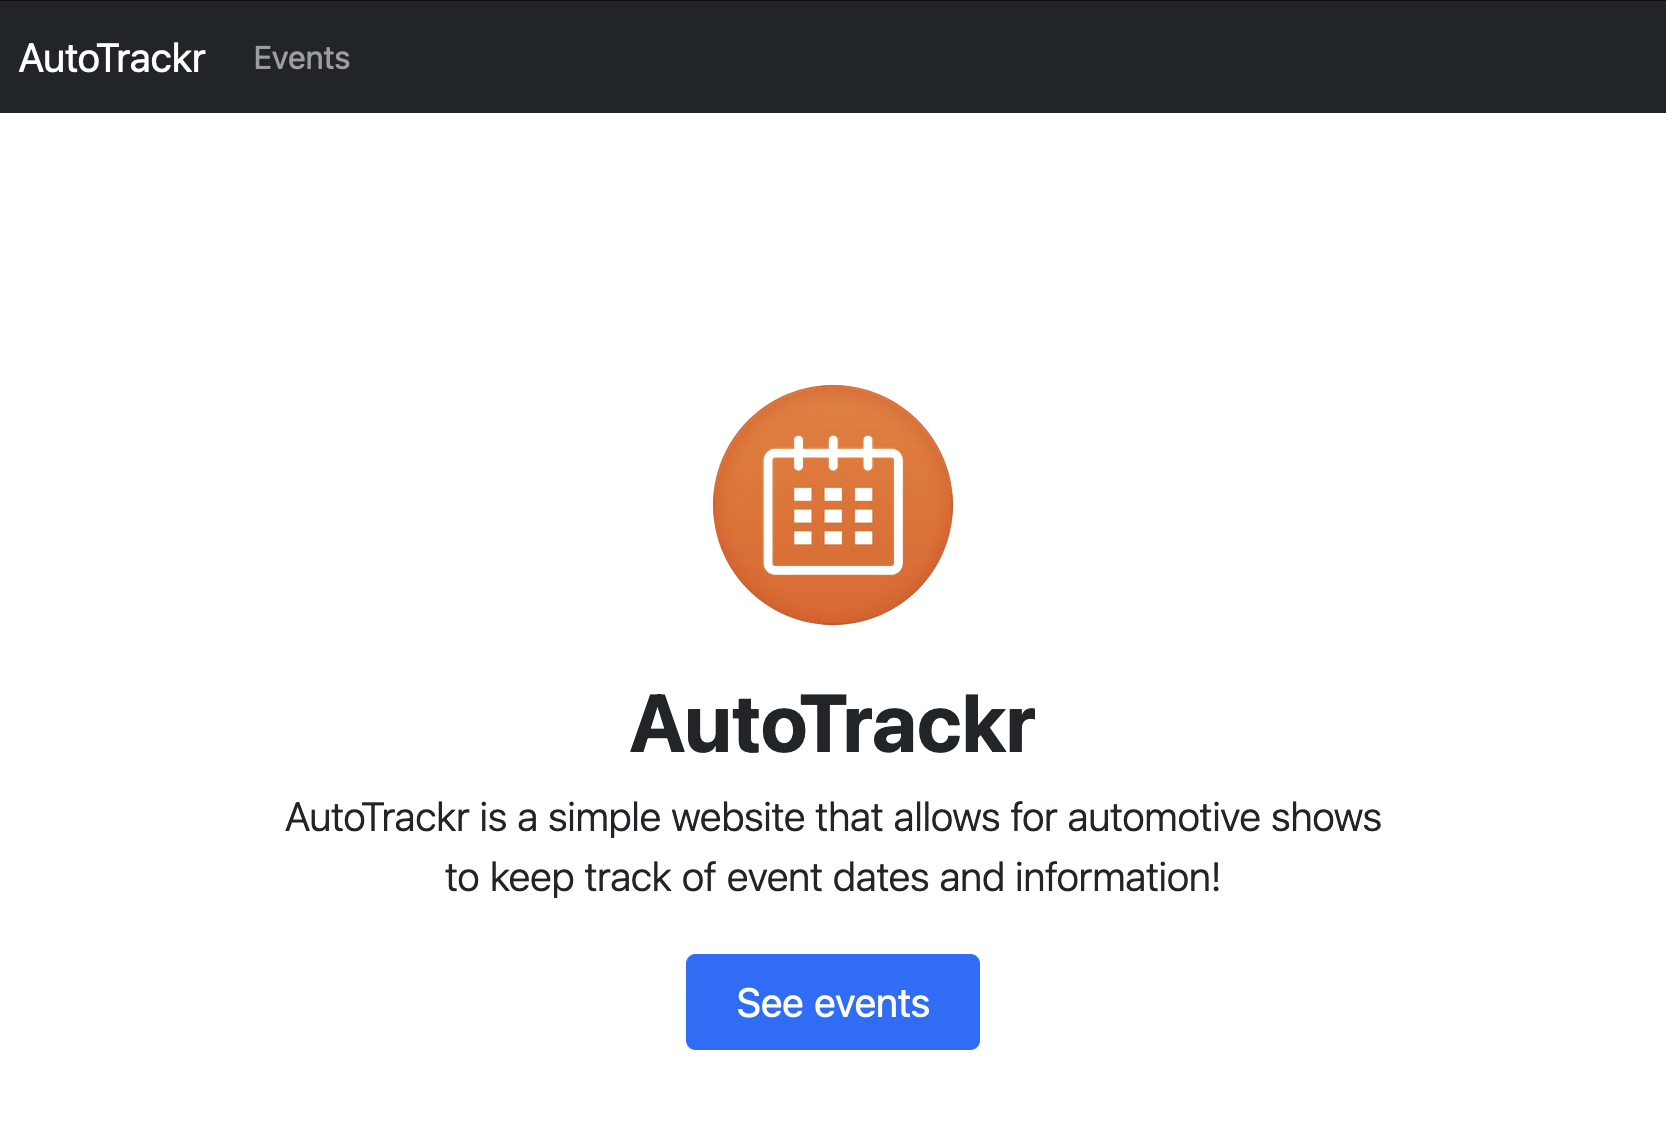 AutoTrackr Events
AutoTrackr
AutoTrackr is a simple website that allows for automotive shows
to keep track of event dates and information!
See events